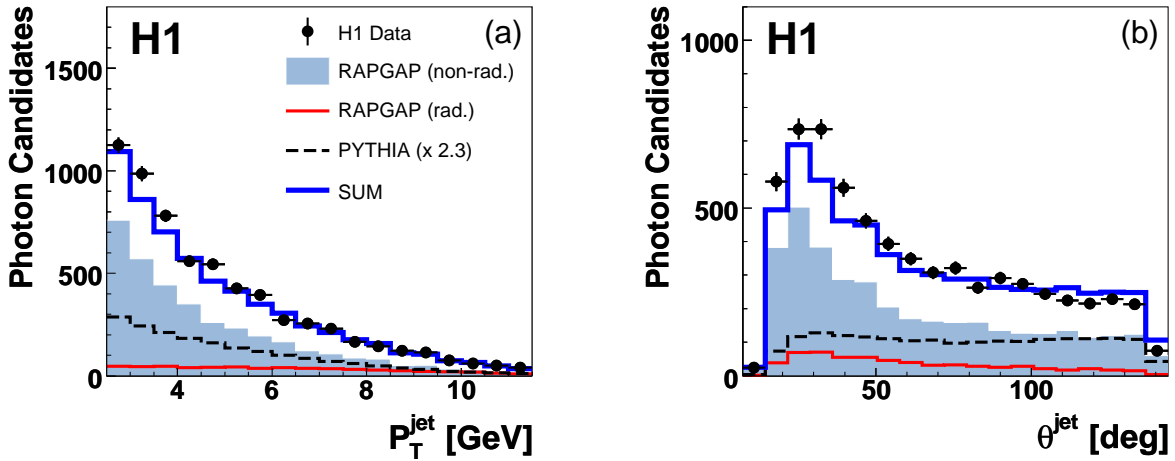 H1
(a)
H1 Data
RAPGAP (non-rad.)
RAPGAP (rad.)
PYTHIA (x 2.3)
SUM
Photon Candidates
1500
1000
500
0
4 6 8 10
P_T^jet [GeV]
H1
(b)
Photon Candidates
1000
500
0
50 100
θ^jet [deg]